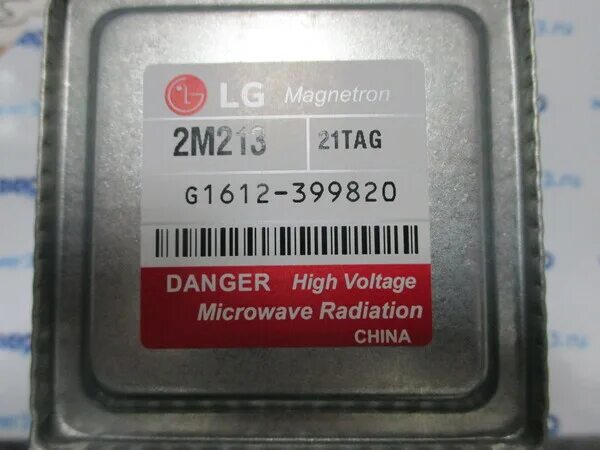 LG Magnetron
2M213 21TAG
G1612-399820
DANGER High Voltage
Microwave Radiation
CHINA